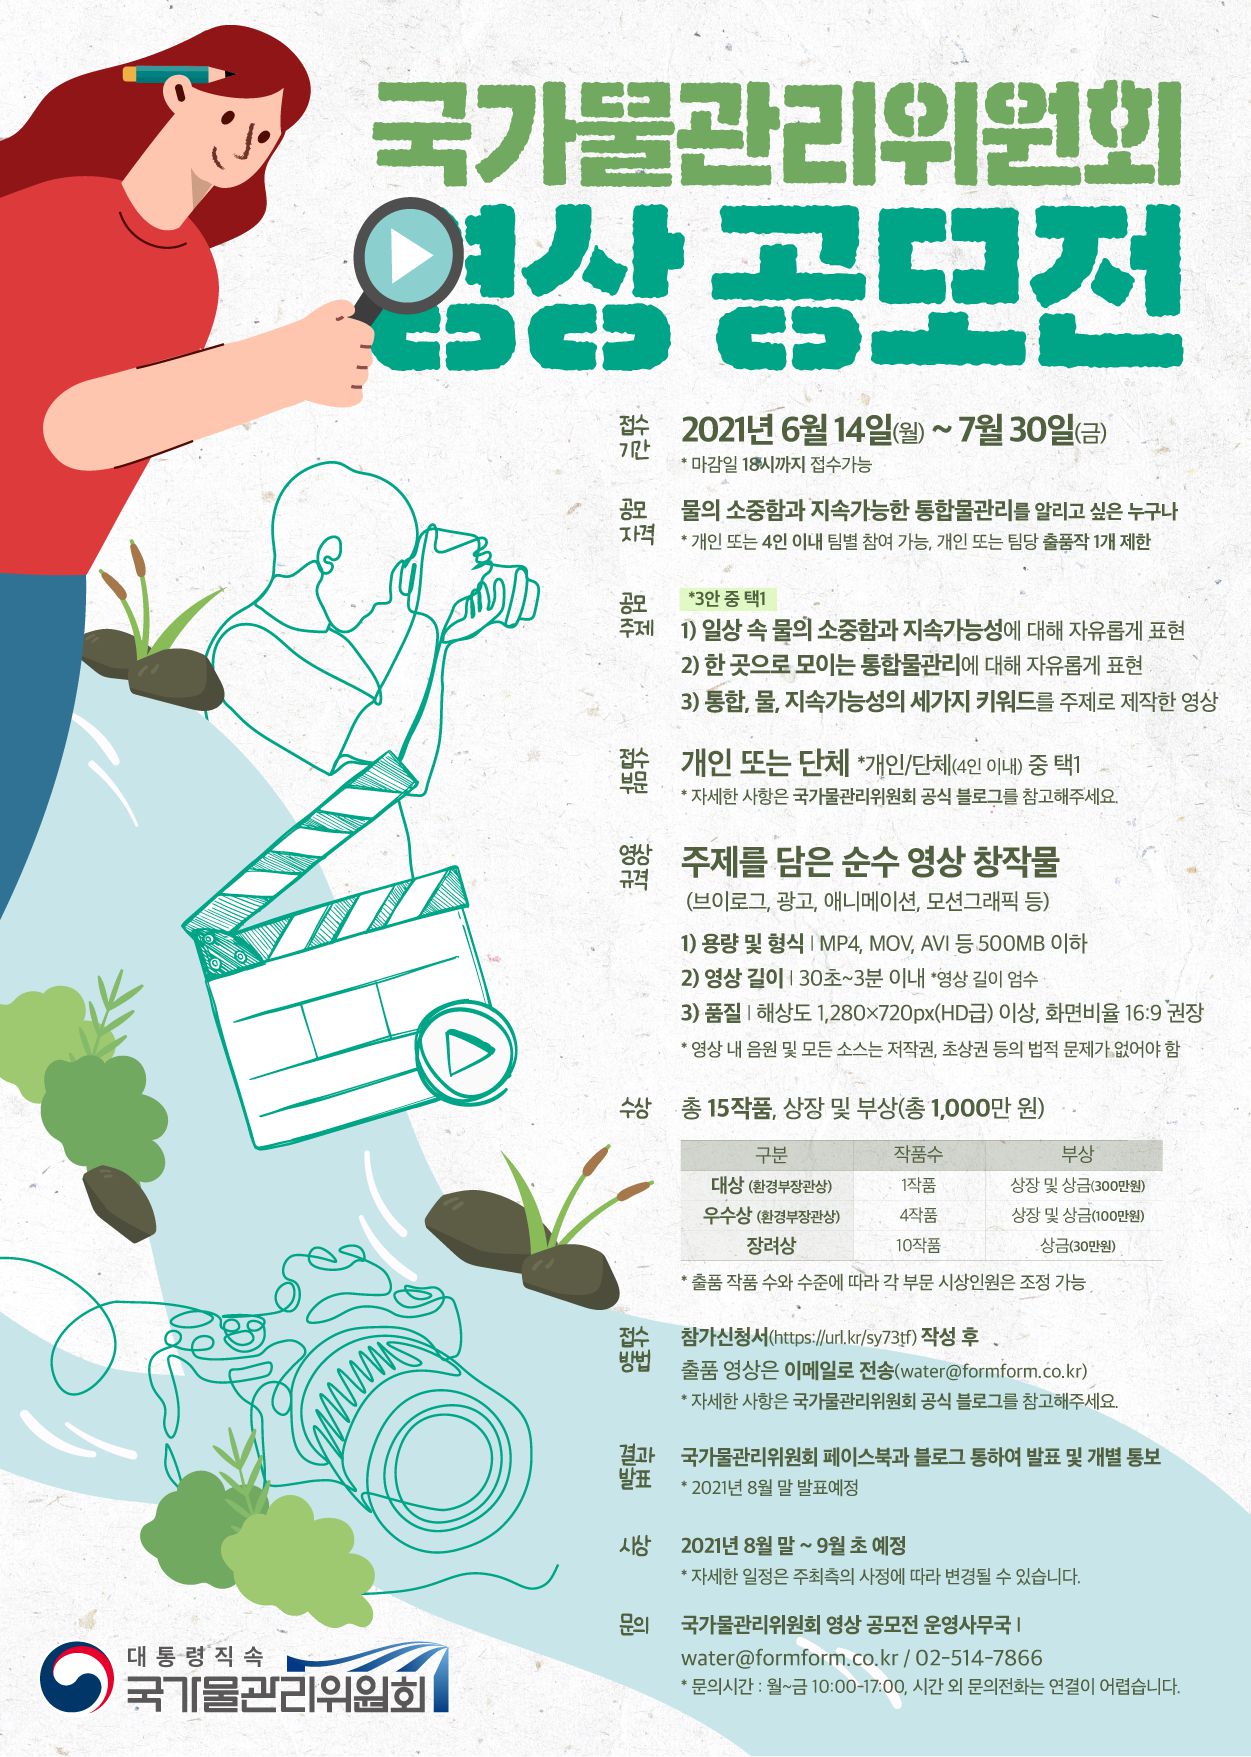 국가물관리위원회
영상 공모전
접수
기간
2021년 6월 14일(월) ~ 7월 30일(금)
* 마감일 18시까지 접수가능
공모
자격
물의 소중함과 지속가능한 통합물관리를 알리고 싶은 누구나
* 개인 또는 4인 이내 팀별 참여 가능, 개인 또는 팀당 출품작 1개 제한
공모
주제
*3안 중 택1
1) 일상 속 물의 소중함과 지속가능성에 대해 자유롭게 표현
2) 한 곳으로 모이는 통합물관리에 대해 자유롭게 표현
3) 통합, 물, 지속가능성의 세가지 키워드를 주제로 제작한 영상
접수
부문
개인 또는 단체 *개인/단체(4인 이내) 중 택1
* 자세한 사항은 국가물관리위원회 공식 블로그를 참고해주세요.
영상
규격
주제를 담은 순수 영상 창작물
(브이로그, 광고, 애니메이션, 모션그래픽 등)
1) 용량 및 형식 | MP4, MOV, AVI 등 500MB 이하
2) 영상 길이 | 30초~3분 이내 *영상 길이 엄수
3) 품질 | 해상도 1,280×720px(HD급) 이상, 화면비율 16:9 권장
* 영상 내 음원 및 모든 소스는 저작권, 초상권 등의 법적 문제가 없어야 함
수상
총 15작품, 상장 및 부상(총 1,000만 원)
구분 작품수 부상
대상 (환경부장관상) 1작품 상장 및 상금(300만원)
우수상 (환경부장관상) 4작품 상장 및 상금(100만원)
장려상 10작품 상금(30만원)
* 출품 작품 수와 수준에 따라 각 부문 시상인원은 조정 가능
접수
방법
참가신청서(https://url.kr/sy73tf) 작성 후
출품 영상은 이메일로 전송(water@formform.co.kr)
* 자세한 사항은 국가물관리위원회 공식 블로그를 참고해주세요.
결과
발표
국가물관리위원회 페이스북과 블로그 통하여 발표 및 개별 통보
* 2021년 8월 말 발표예정
시상
2021년 8월 말 ~ 9월 초 예정
* 자세한 일정은 주최측의 사정에 따라 변경될 수 있습니다.
문의
국가물관리위원회 영상 공모전 운영사무국 |
water@formform.co.kr / 02-514-7866
* 문의시간 : 월~금 10:00-17:00, 시간 외 문의전화는 연결이 어렵습니다.
대통령직속
국가물관리위원회